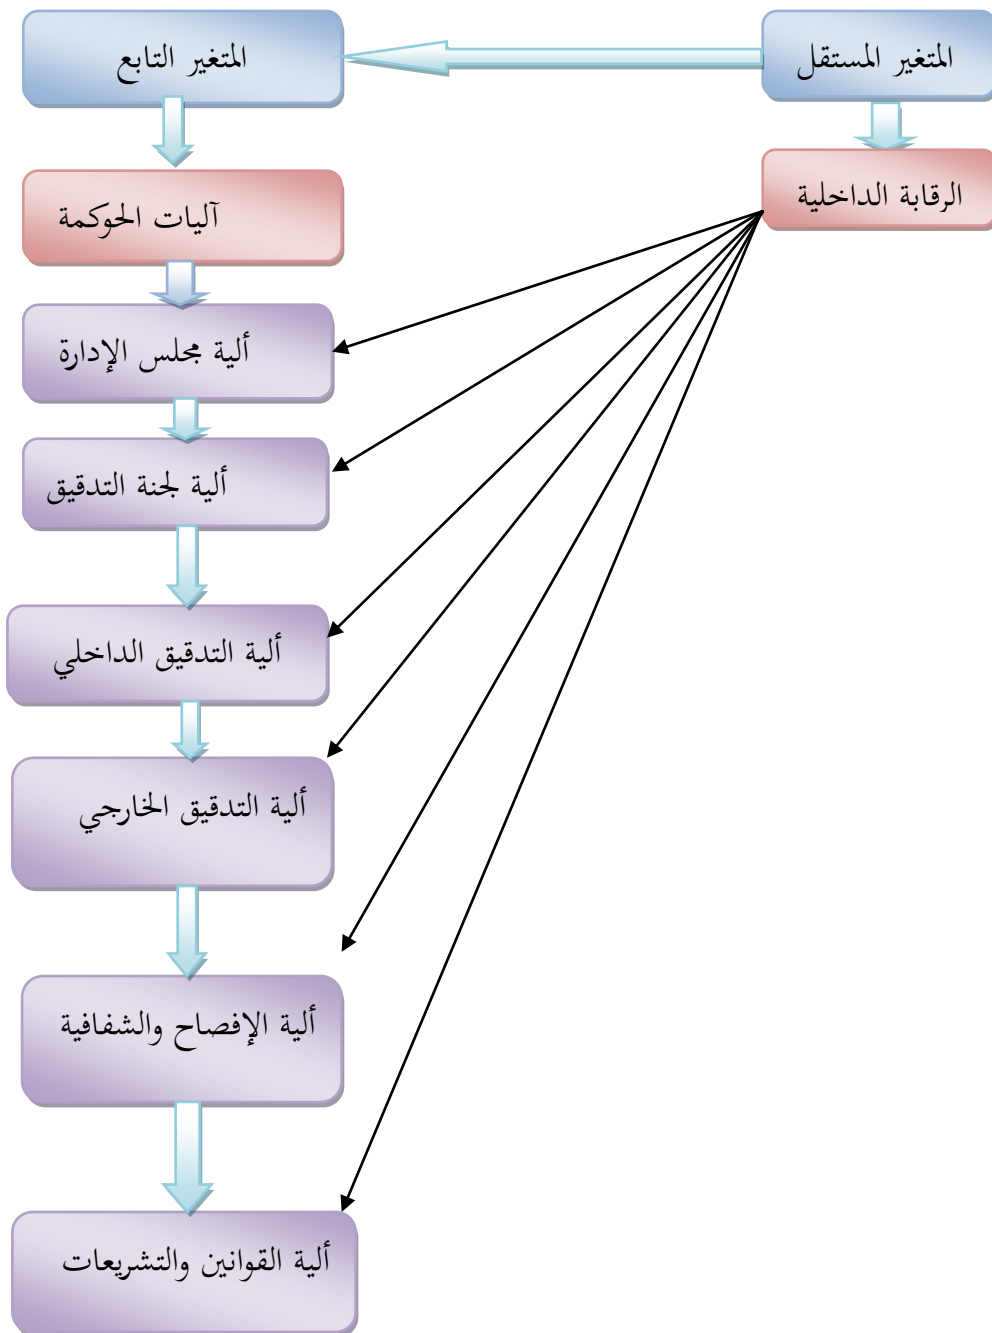 المتغير المستقل
المتغير التابع
الرقابة الداخلية
آليات الحوكمة
ألية مجلس الإدارة
ألية لجنة التدقيق
ألية التدقيق الداخلي
ألية التدقيق الخارجي
ألية الإفصاح والشفافية
ألية القوانين والتشريعات